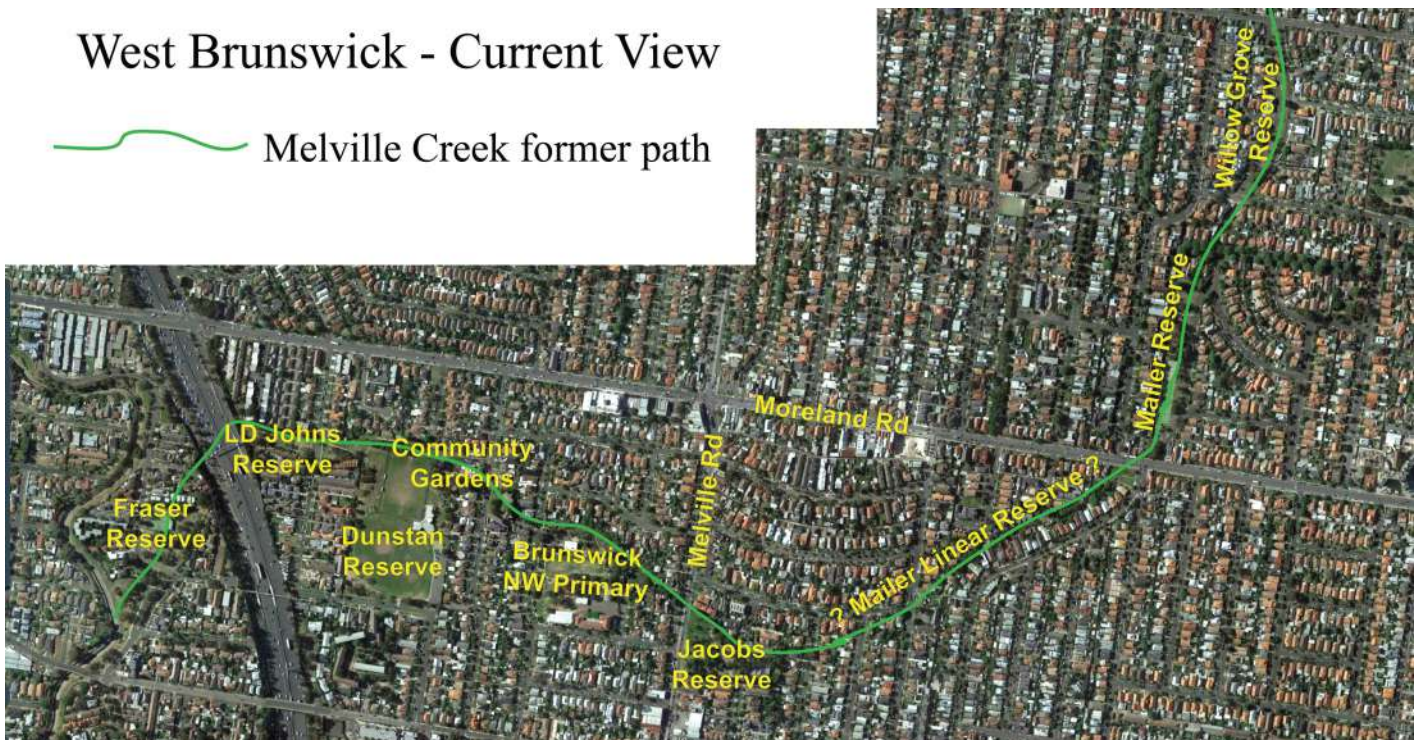 West Brunswick - Current View
Melville Creek former path
Willow Grove
Reserve
Mailer Reserve
Moreland Rd
Melville Rd
LD Johns
Reserve
Community
Gardens
? Mailer Linear Reserve ?
Fraser
Reserve
Dunstan
Reserve
Brunswick
NW Primary
Jacobs
Reserve